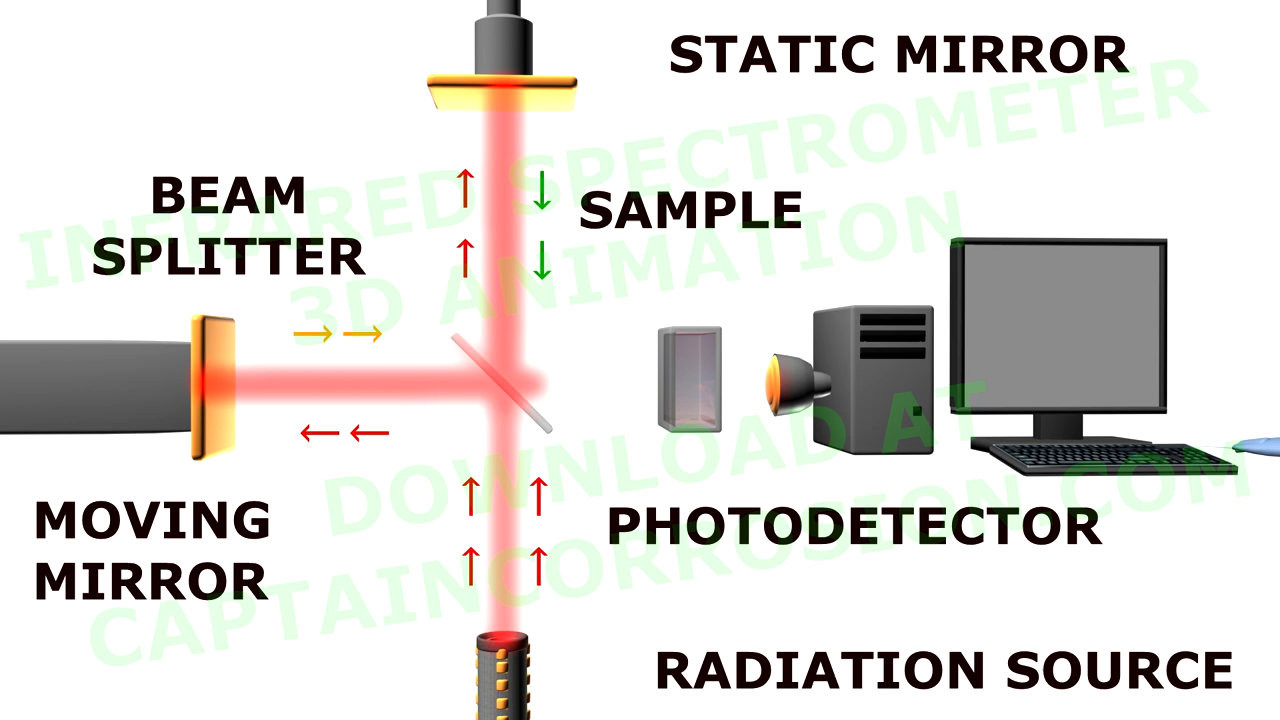 STATIC MIRROR
INFRARED SPECTROMETER
BEAM
SPLITTER
SAMPLE
3D ANIMATION
DOWNLOAD AT
MOVING
MIRROR
PHOTODETECTOR
CAPTAINCORROSION COM
RADIATION SOURCE